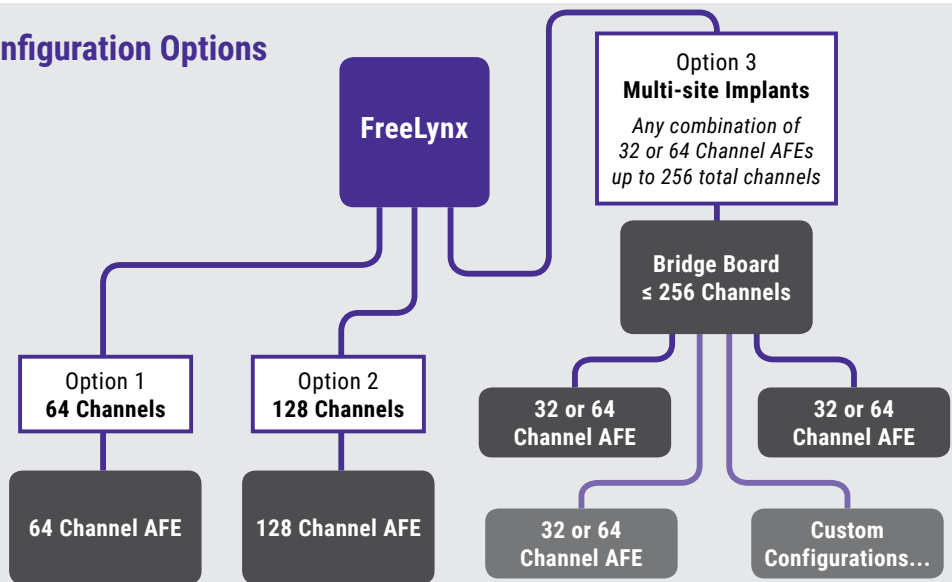 nfiguration Options
FreeLynx
Option 3
Multi-site Implants
Any combination of
32 or 64 Channel AFEs
up to 256 total channels
Bridge Board
≤ 256 Channels
Option 1
64 Channels
Option 2
128 Channels
32 or 64
Channel AFE
32 or 64
Channel AFE
64 Channel AFE
128 Channel AFE
32 or 64
Channel AFE
Custom
Configurations...